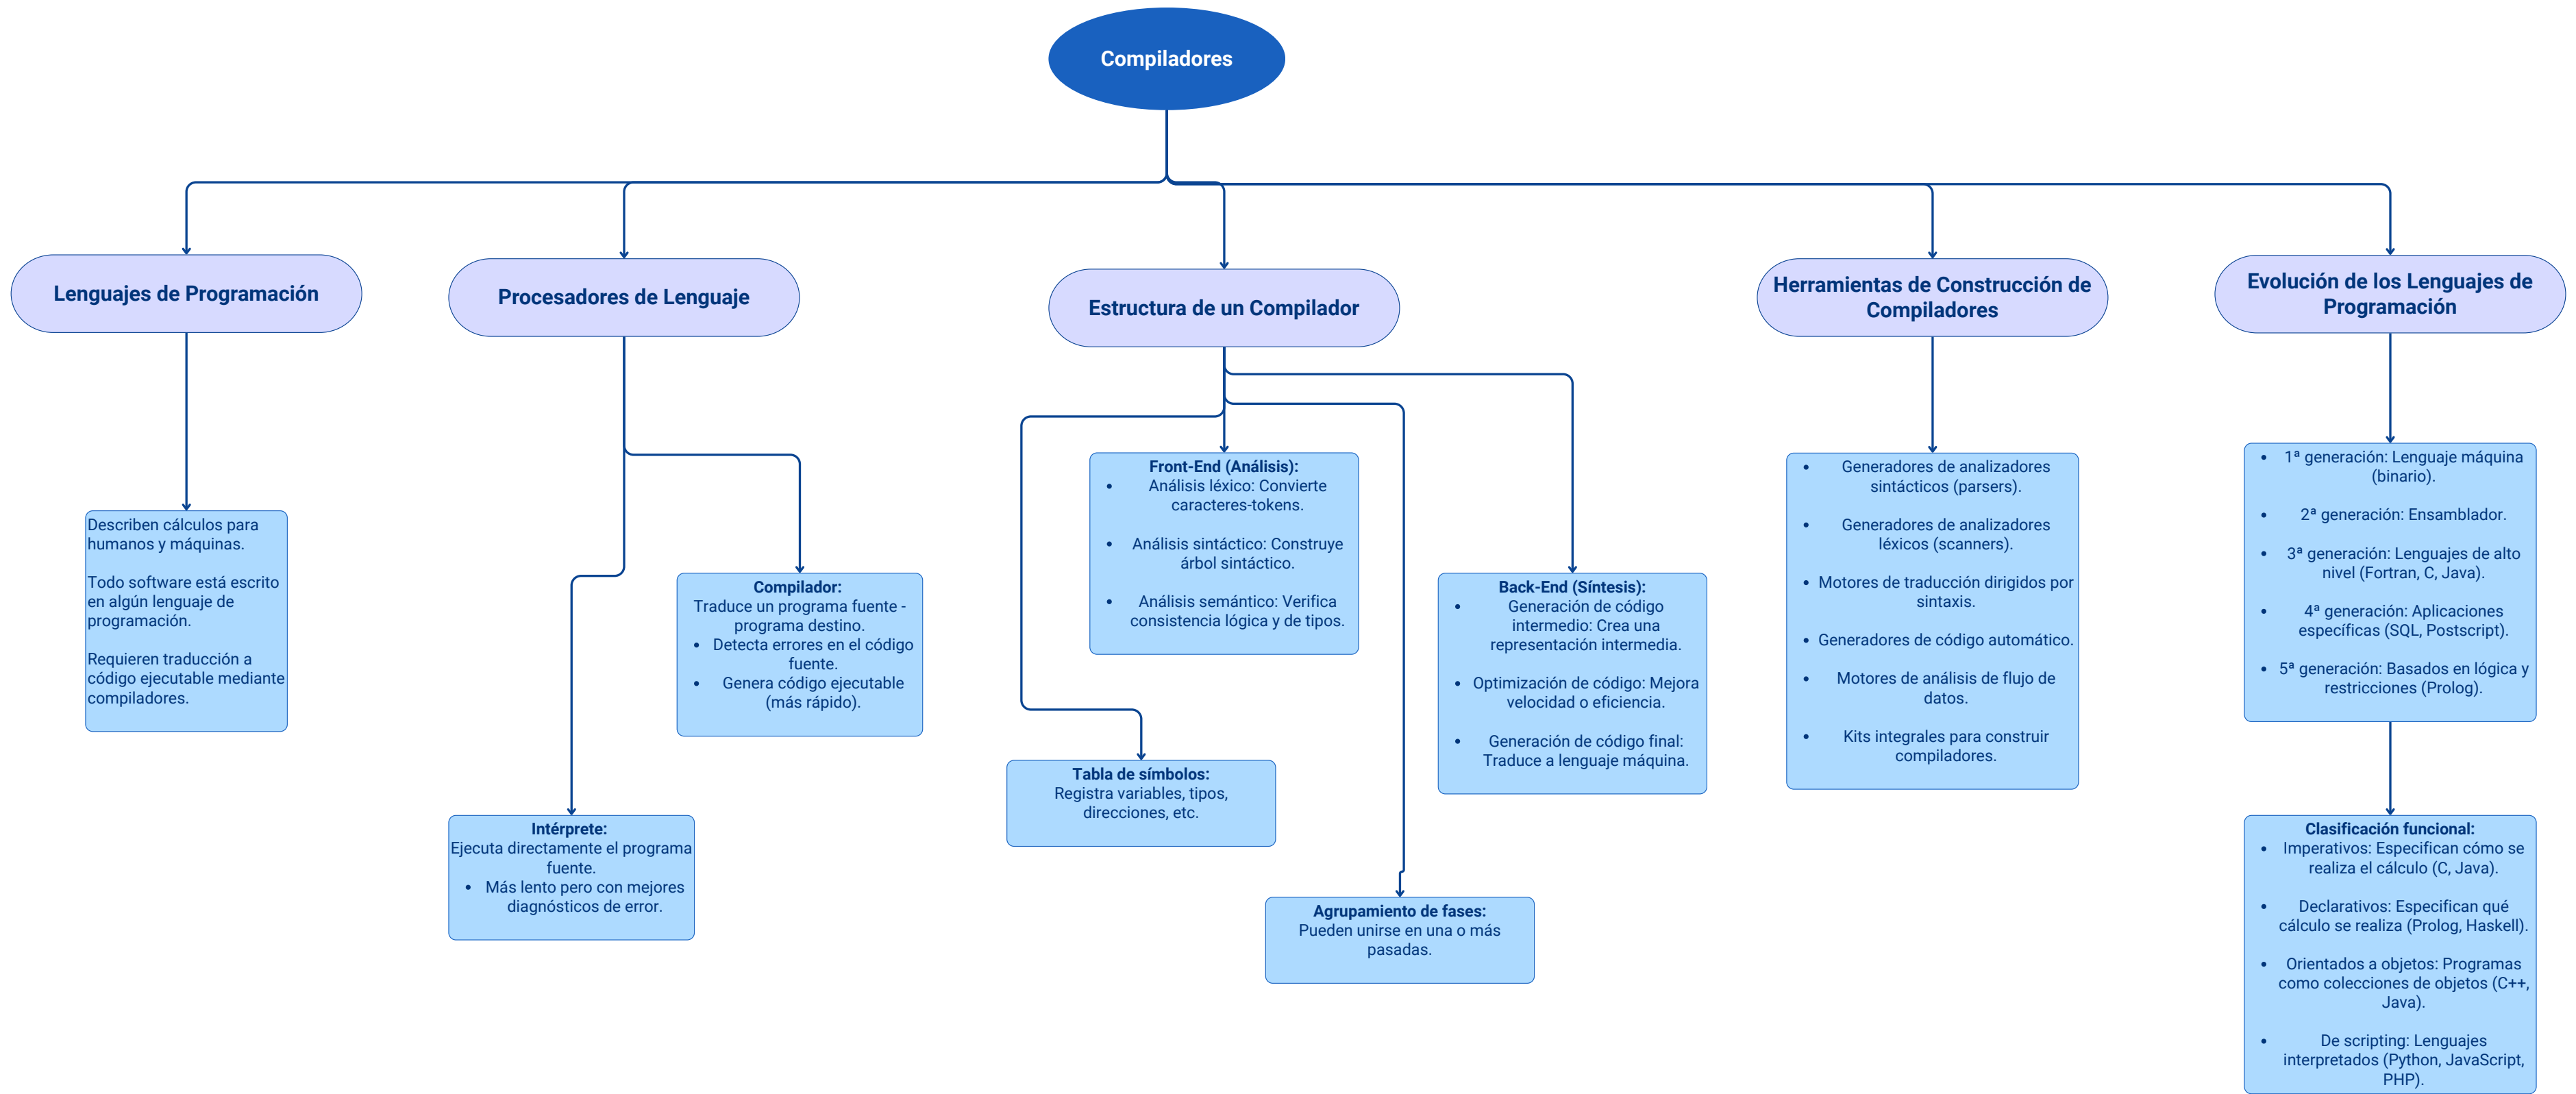 Compiladores
Lenguajes de Programación
Describen cálculos para
humanos y máquinas.
Todo software está escrito
en algún lenguaje de
programación.
Requieren traducción a
código ejecutable mediante
compiladores.
Procesadores de Lenguaje
Compilador:
Traduce un programa fuente -
programa destino.
• Detecta errores en el código
fuente.
• Genera código ejecutable
(más rápido).
Intérprete:
Ejecuta directamente el programa
fuente.
• Más lento pero con mejores
diagnósticos de error.
Estructura de un Compilador
Front-End (Análisis):
• Análisis léxico: Convierte
caracteres-tokens.
• Análisis sintáctico: Construye
árbol sintáctico.
• Análisis semántico: Verifica
consistencia lógica y de tipos.
Tabla de símbolos:
Registra variables, tipos,
direcciones, etc.
Agrupamiento de fases:
Pueden unirse en una o más
pasadas.
Back-End (Síntesis):
• Generación de código
intermedio: Crea una
representación intermedia.
• Optimización de código: Mejora
velocidad o eficiencia.
• Generación de código final:
Traduce a lenguaje máquina.
Herramientas de Construcción de
Compiladores
• Generadores de analizadores
sintácticos (parsers).
• Generadores de analizadores
léxicos (scanners).
• Motores de traducción dirigidos por
sintaxis.
• Generadores de código automático.
• Motores de análisis de flujo de
datos.
• Kits integrales para construir
compiladores.
Evolución de los Lenguajes de
Programación
• 1ª generación: Lenguaje máquina
(binario).
• 2ª generación: Ensamblador.
• 3ª generación: Lenguajes de alto
nivel (Fortran, C, Java).
• 4ª generación: Aplicaciones
específicas (SQL, Postscript).
• 5ª generación: Basados en lógica y
restricciones (Prolog).
Clasificación funcional:
• Imperativos: Especifican cómo se
realiza el cálculo (C, Java).
• Declarativos: Especifican qué
cálculo se realiza (Prolog, Haskell).
• Orientados a objetos: Programas
como colecciones de objetos (C++,
Java).
• De scripting: Lenguajes
interpretados (Python, JavaScript,
PHP).